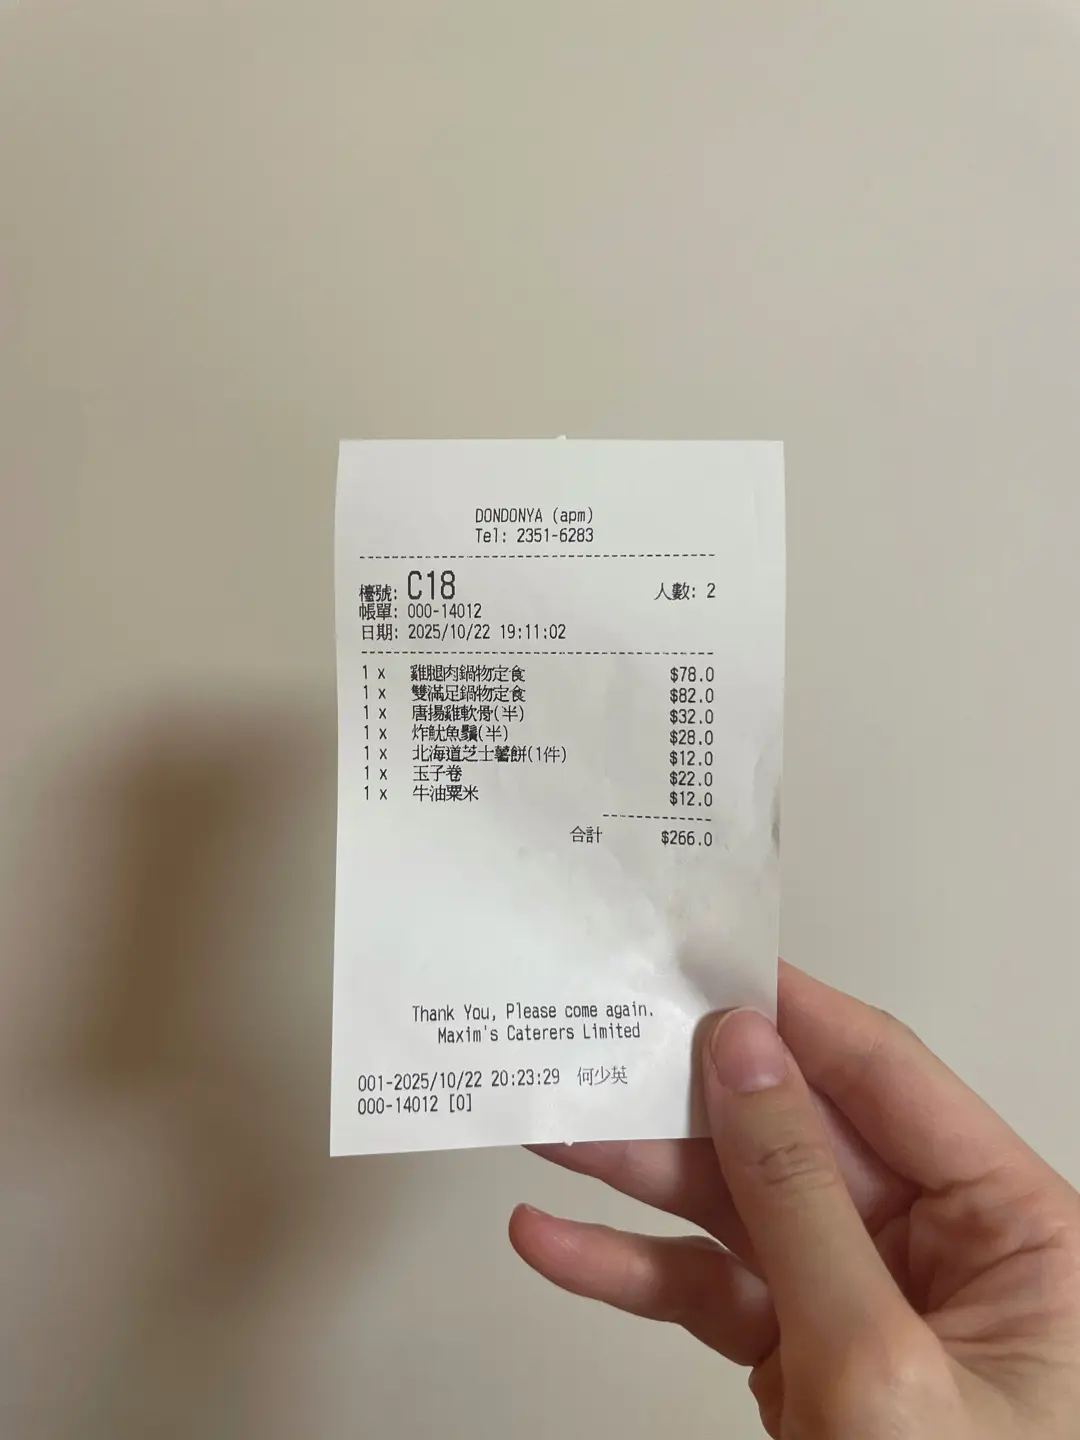 DONDONYA (apm)
Tel: 2351-6283
檯號: C18 人數: 2
帳單: 000-14012
日期: 2025/10/22 19:11:02
1 x 雞腿肉鍋物定食 $78.0
1 x 雙滿足鍋物定食 $82.0
1 x 唐揚雞軟骨(半) $32.0
1 x 炸魷魚鬚(半) $28.0
1 x 北海道芝士薯餅(1件) $12.0
1 x 玉子卷 $22.0
1 x 牛油粟米 $12.0
合計 $266.0
Thank You, Please come again.
Maxim's Caterers Limited
001-2025/10/22 20:23:29 何少英
000-14012 [0]